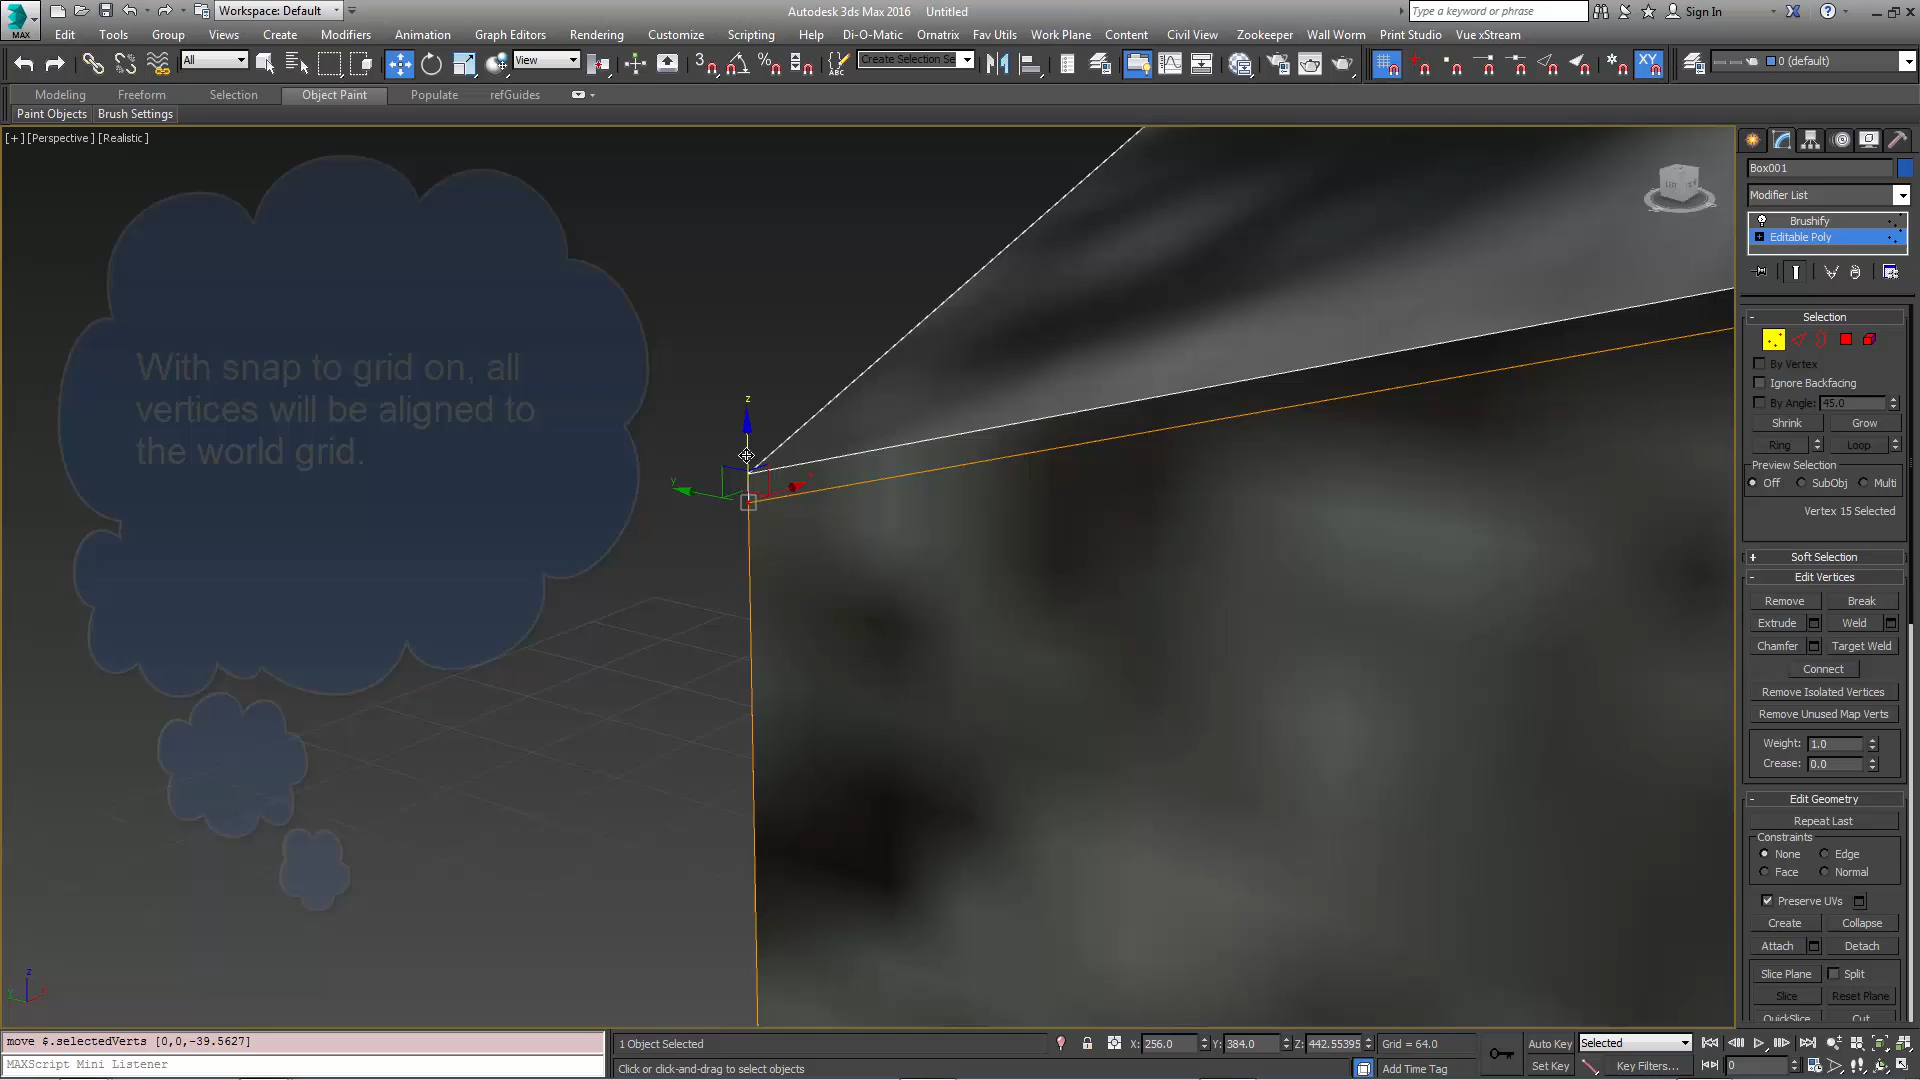 Workspace: Default
Autodesk 3ds Max 2016 Untitled
Type a keyword or phrase
Sign In
MAX
Edit Tools Group Views Create Modifiers Animation Graph Editors Rendering Customize Scripting Help Di-O-Matic Ornatrix Fav Utils Work Plane Content Civil View Zookeeper Wall Worm Print Studio Vue xStream
All
View
3
ABC
Create Selection Se
XY
0 (default)
Modeling Freeform Selection Object Paint Populate refGuides
Paint Objects Brush Settings
[+] [Perspective] [Realistic]
Box001
Modifier List
Brushify
Editable Poly
With snap to grid on, all
vertices will be aligned to
the world grid.
z
y
Selection
By Vertex
Ignore Backfacing
By Angle: 45.0
Shrink Grow
Ring Loop
Preview Selection
Off SubObj Multi
Vertex 15 Selected
Soft Selection
Edit Vertices
Remove Break
Extrude Weld
Chamfer Target Weld
Connect
Remove Isolated Vertices
Remove Unused Map Verts
Weight: 1.0
Crease: 0.0
Edit Geometry
Repeat Last
Constraints
None Edge
Face Normal
Preserve UVs
Create Collapse
Attach Detach
Slice Plane Split
Slice Reset Plane
QuickSlice Cut
z
move $.selectedVerts [0,0,-39.5627]
MAXScript Mini Listener
1 Object Selected
Click or click-and-drag to select objects
X: 256.0 Y: 384.0 Z: 442.55395 Grid = 64.0
Add Time Tag
Auto Key Selected
Set Key Key Filters...
0